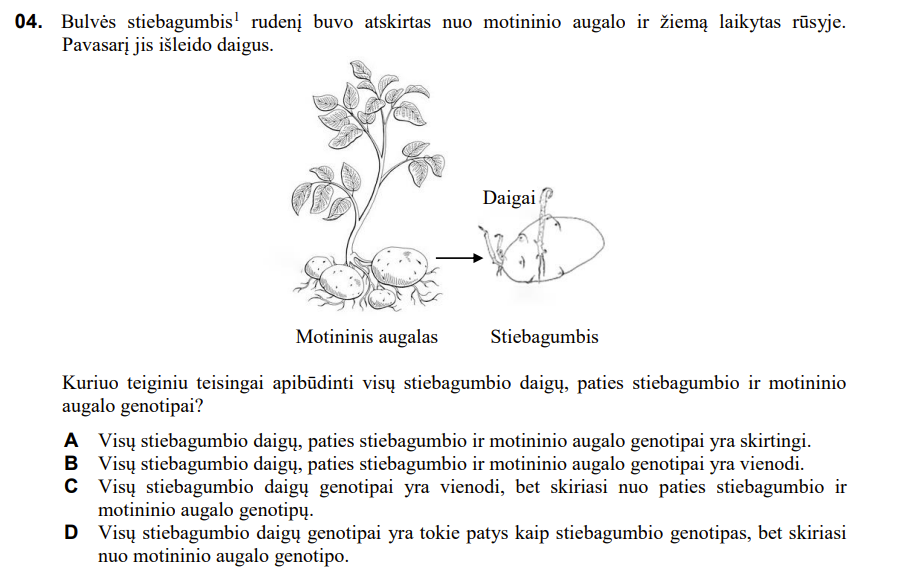 04. Bulvės stiebagumbis¹ rudenį buvo atskirtas nuo motininio augalo ir žiemą laikytas rūsyje.
Pavasarį jis išleido daigus.
Daigai
Motininis augalas
Stiebagumbis
Kuriuo teiginiu teisingai apibūdinti visų stiebagumbio daigų, paties stiebagumbio ir motininio
augalo genotipai?
A Visų stiebagumbio daigų, paties stiebagumbio ir motininio augalo genotipai yra skirtingi.
B Visų stiebagumbio daigų, paties stiebagumbio ir motininio augalo genotipai yra vienodi.
C Visų stiebagumbio daigų genotipai yra vienodi, bet skiriasi nuo paties stiebagumbio ir
motininio augalo genotipų.
D Visų stiebagumbio daigų genotipai yra tokie patys kaip stiebagumbio genotipas, bet skiriasi
nuo motininio augalo genotipo.